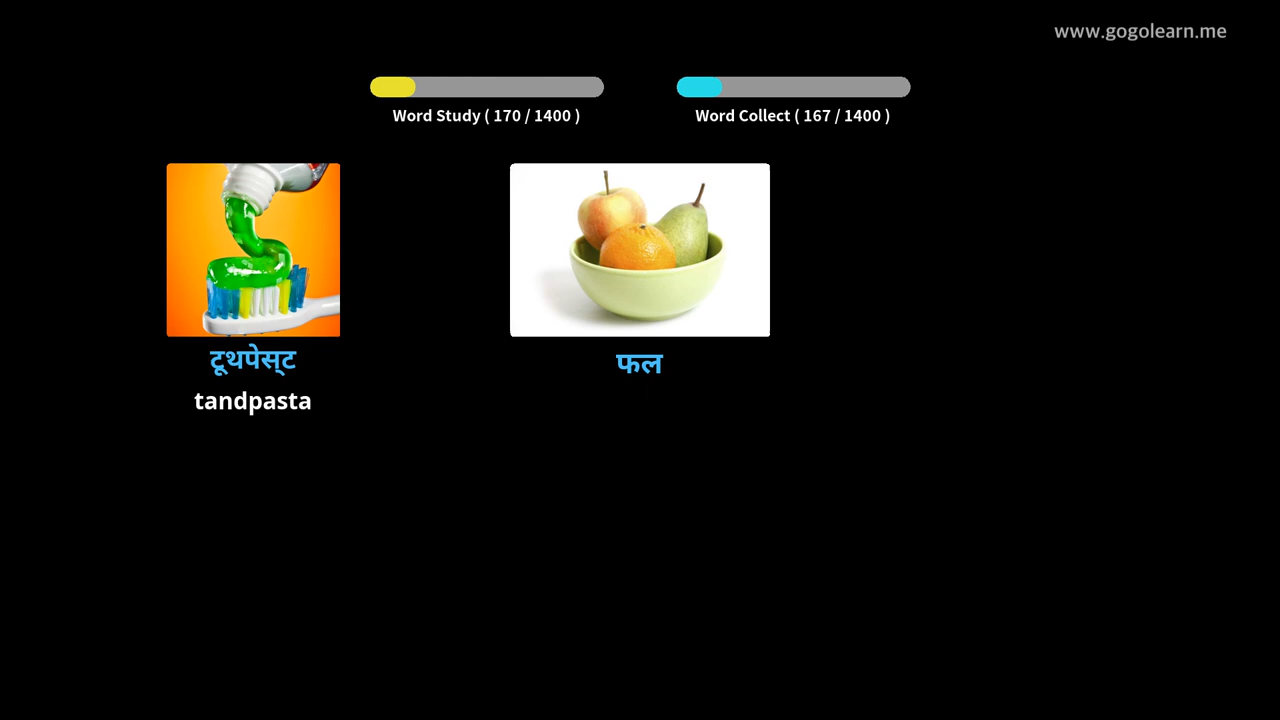 www.gogolearn.me
Word Study ( 170 / 1400 )
Word Collect ( 167 / 1400 )
टूथपेस्ट
tandpasta
फल